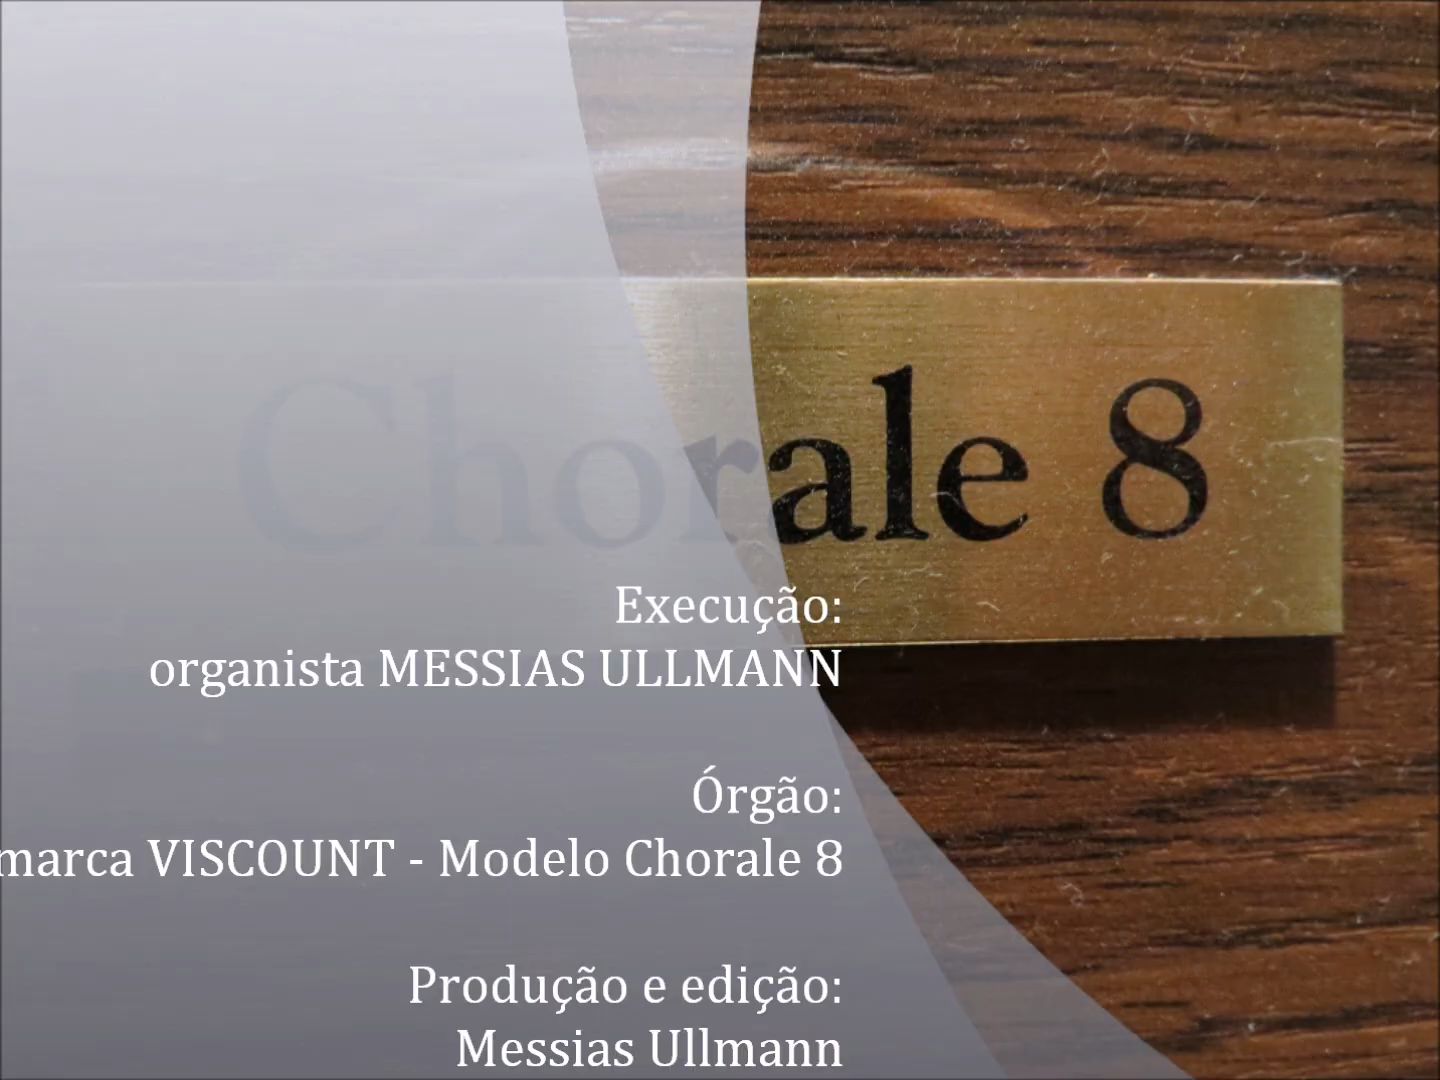 Chorale 8
Execução:
organista MESSIAS ULLMANN
Órgão:
marca VISCOUNT - Modelo Chorale 8
Produção e edição:
Messias Ullmann